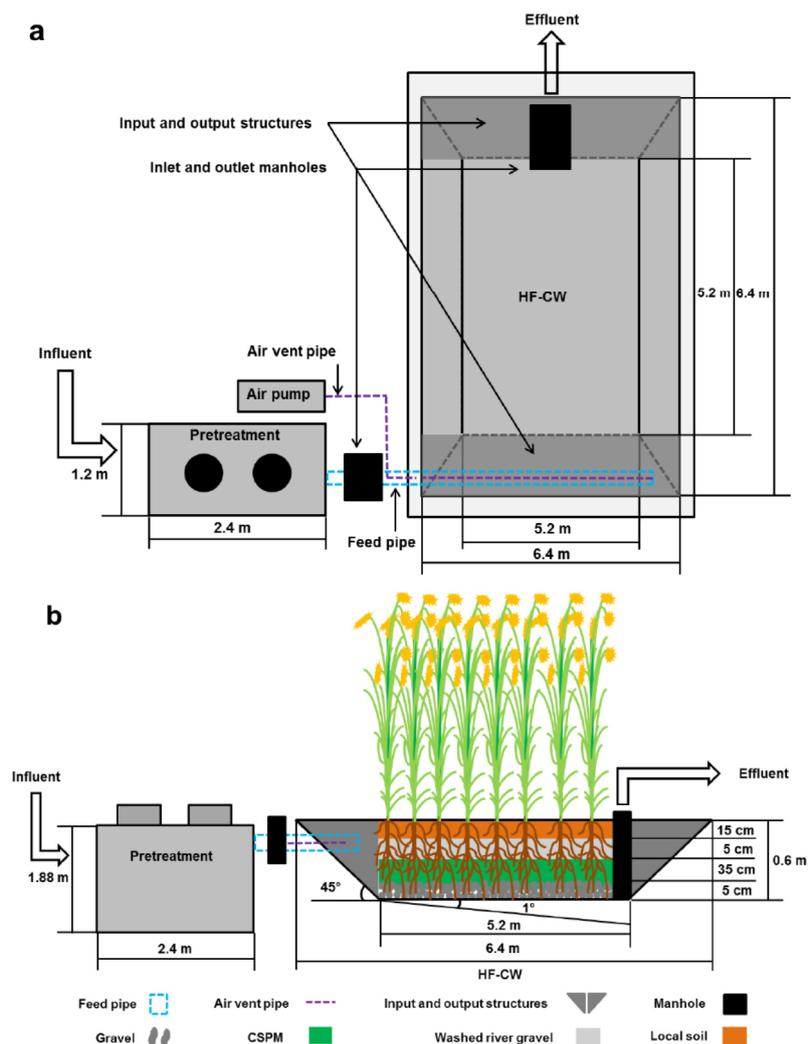 a
Effluent
Input and output structures
Inlet and outlet manholes
HF-CW
5.2 m
6.4 m
Influent
Air vent pipe
Air pump
Pretreatment
1.2 m
2.4 m
Feed pipe
5.2 m
6.4 m
b
Influent
Effluent
Pretreatment
1.88 m
15 cm
5 cm
35 cm
5 cm
0.6 m
45°
1°
5.2 m
2.4 m
6.4 m
HF-CW
Feed pipe
Air vent pipe
Input and output structures
Manhole
Gravel
CSPM
Washed river gravel
Local soil